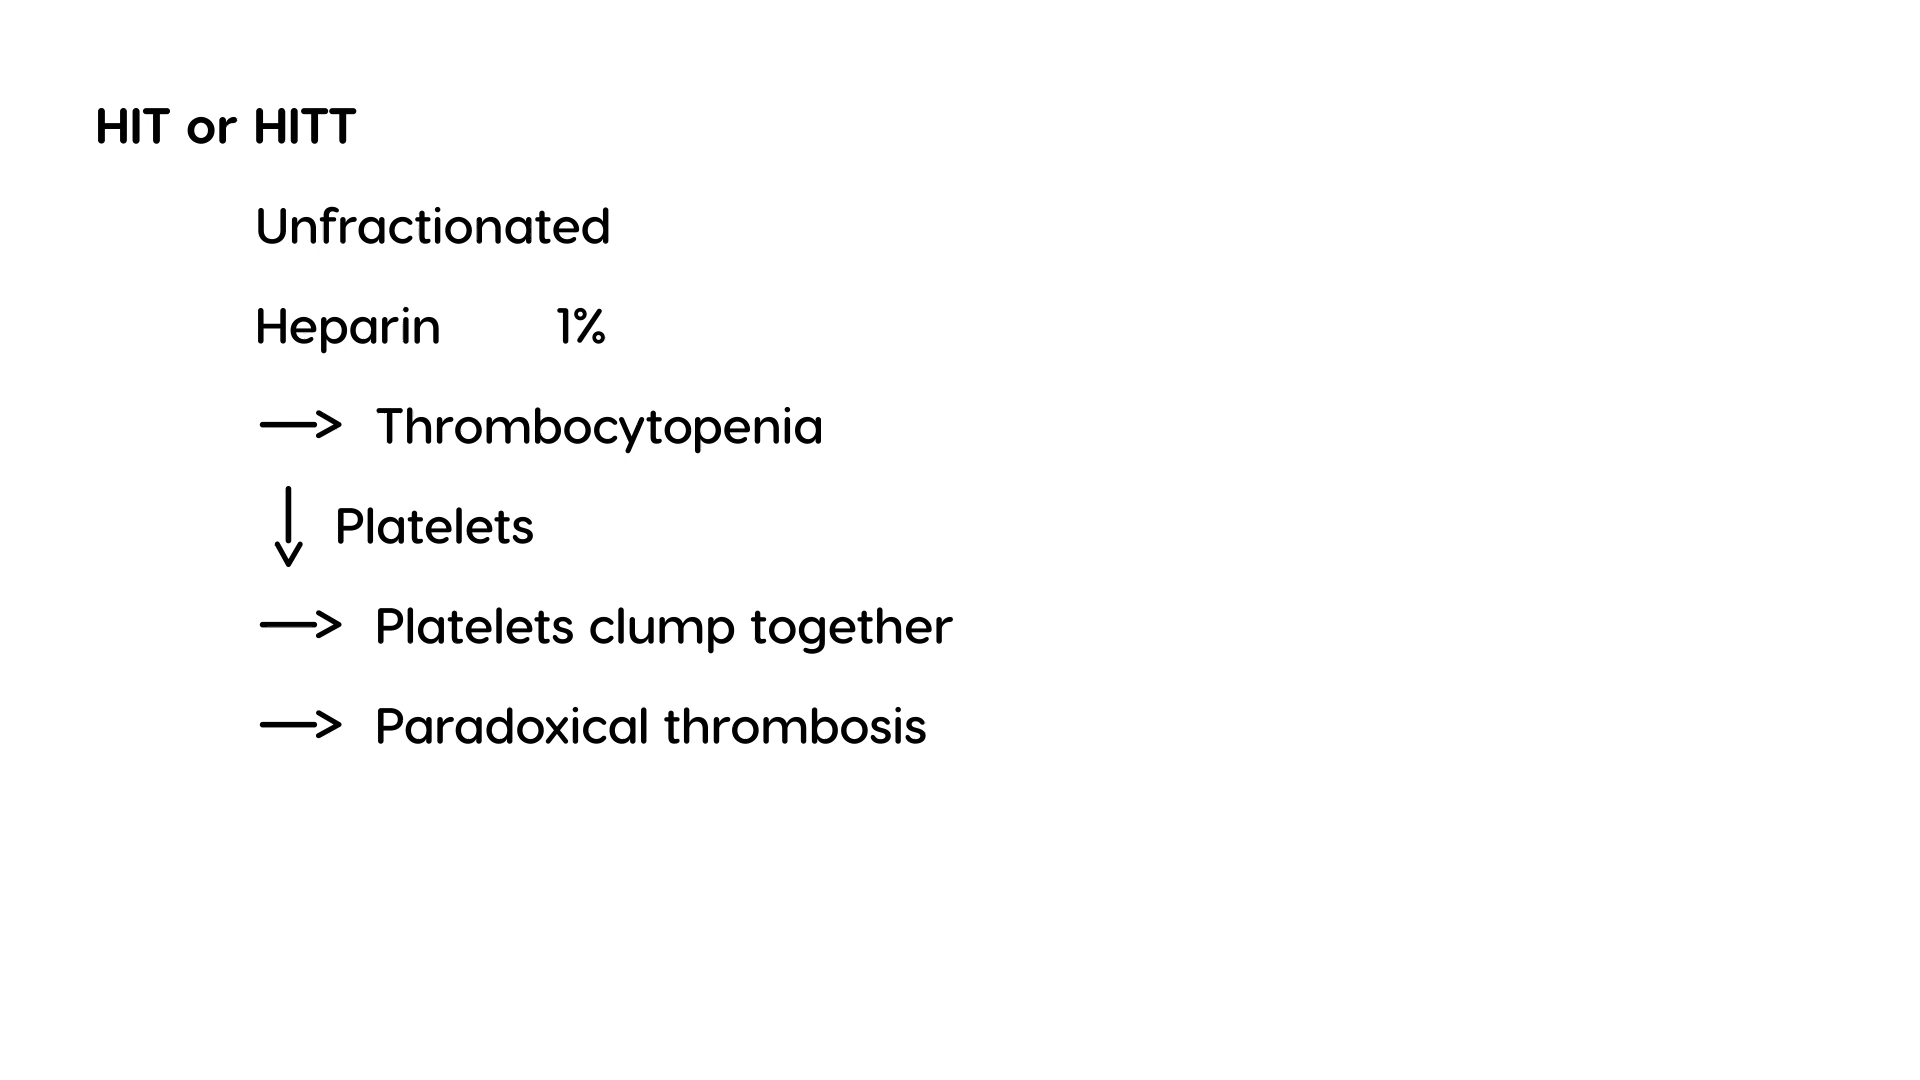 HIT or HITT
Unfractionated
Heparin 1%
→ Thrombocytopenia
↓ Platelets
→ Platelets clump together
→ Paradoxical thrombosis